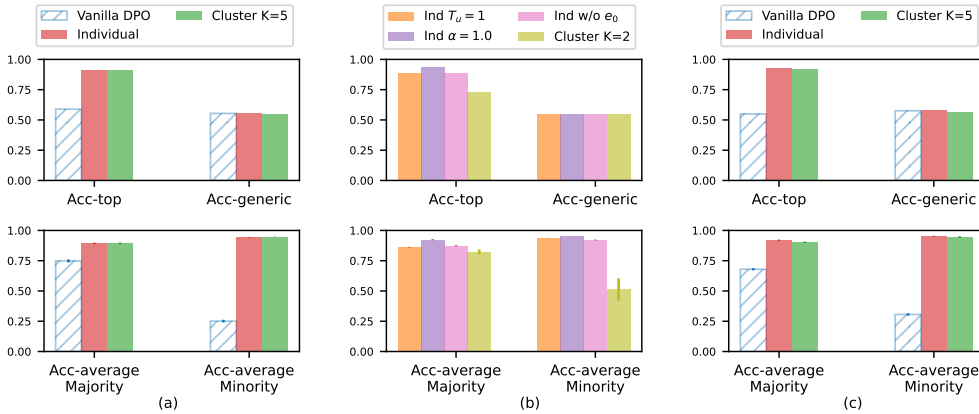 Vanilla DPO
Individual
Cluster K=5
1.00
0.75
0.50
0.25
0.00
Acc-top
Acc-generic
1.00
0.75
0.50
0.25
0.00
Acc-average Majority
Acc-average Minority
(a)
Ind T_u = 1
Ind α = 1.0
Ind w/o e_0
Cluster K=2
1.00
0.75
0.50
0.25
0.00
Acc-top
Acc-generic
1.00
0.75
0.50
0.25
0.00
Acc-average Majority
Acc-average Minority
(b)
Vanilla DPO
Individual
Cluster K=5
1.00
0.75
0.50
0.25
0.00
Acc-top
Acc-generic
1.00
0.75
0.50
0.25
0.00
Acc-average Majority
Acc-average Minority
(c)